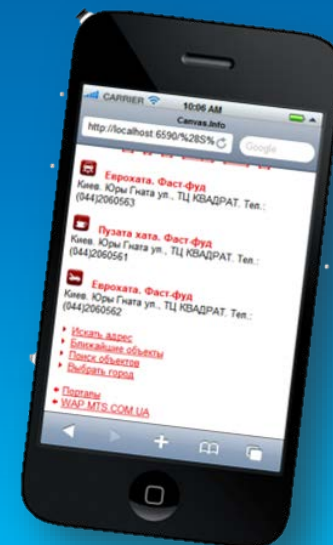 CARRIER 10:06 AM
Canvas.Info
http://localhost:6590/%28S%
Google
Еврохата. Фаст-фуд
Киев. Юры Гната ул., ТЦ КВАДРАТ. Тел.:
(044)2060563
Пузата хата. Фаст-фуд
Киев. Юры Гната ул., ТЦ КВАДРАТ. Тел.:
(044)2060561
Еврохата. Фаст-фуд
Киев. Юры Гната ул., ТЦ КВАДРАТ. Тел.:
(044)2060562
Искать адрес
Ближайшие объекты
Поиск объектов
Выбрать город
Порталы
WAP.MTS.COM.UA